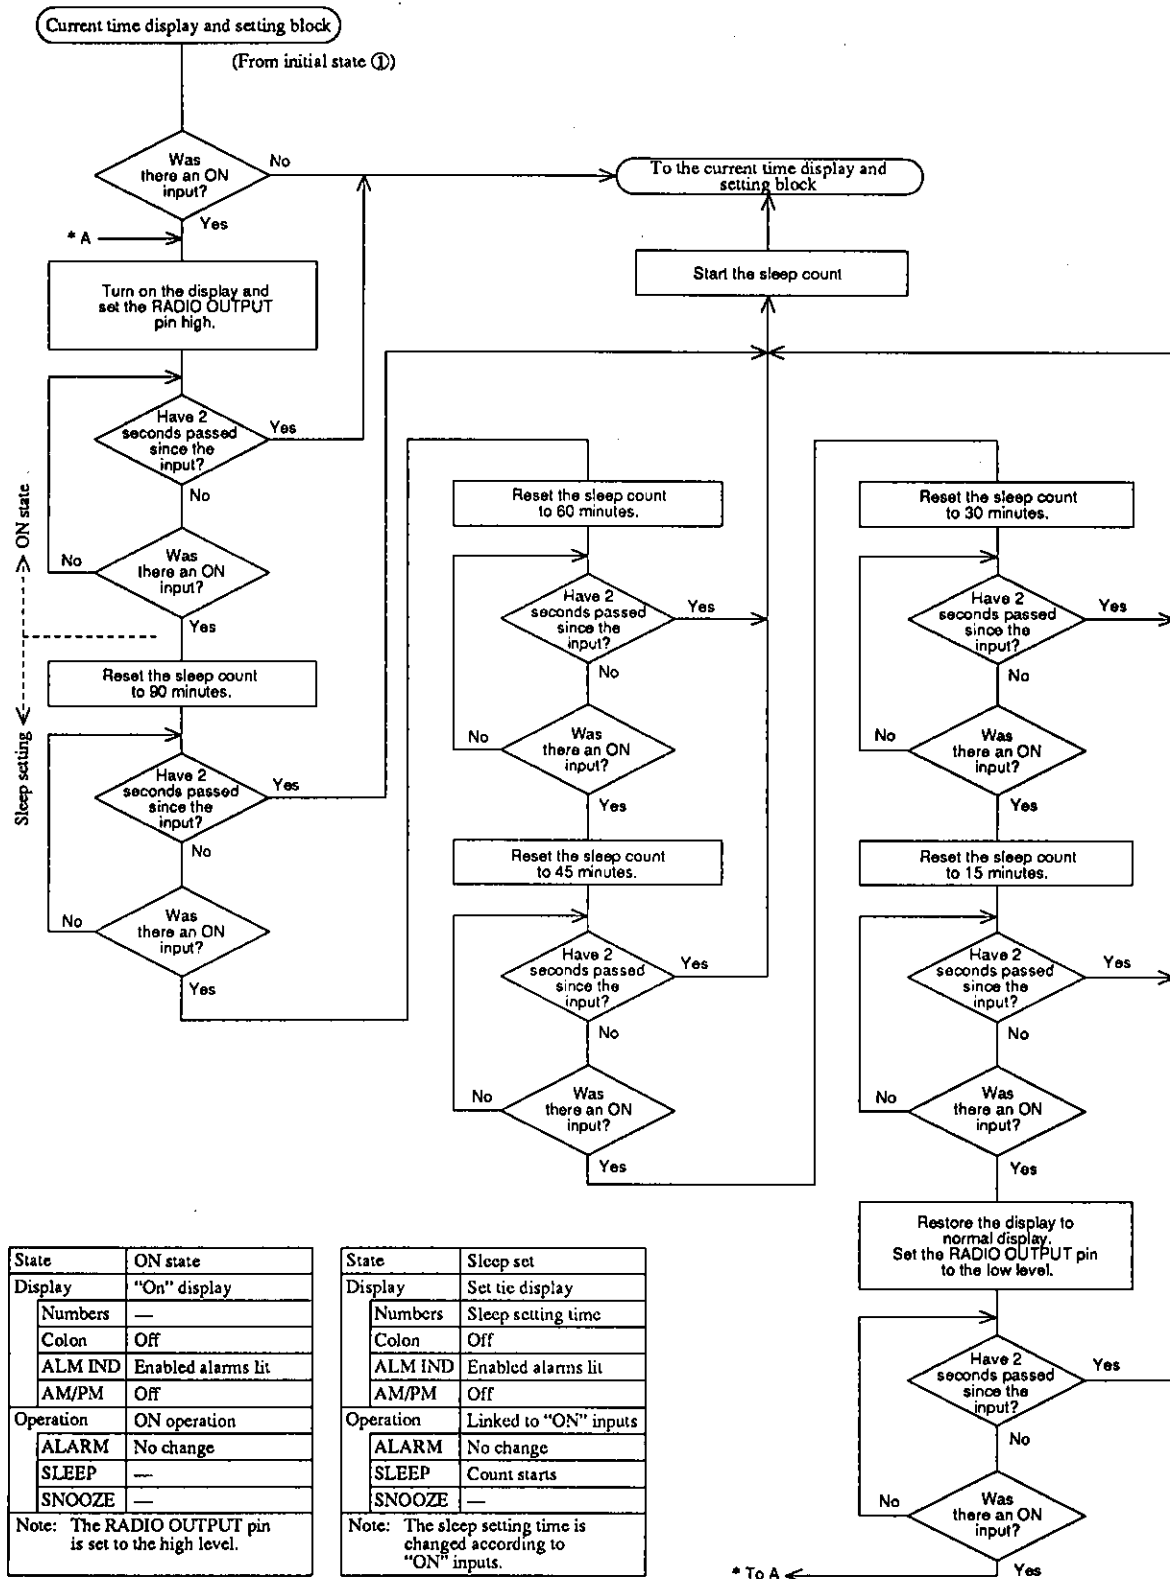 Current time display and setting block
(From initial state ①)
Was
there an ON
input?
No
Yes
To the current time display and
setting block
* A
Turn on the display and
set the RADIO OUTPUT
pin high.
Start the sleep count
Have 2
seconds passed
since the
input?
Yes
No
Was
there an ON
input?
No
Yes
ON state
Sleep setting
Reset the sleep count
to 90 minutes.
Have 2
seconds passed
since the
input?
Yes
No
Was
there an ON
input?
No
Yes
Reset the sleep count
to 60 minutes.
Have 2
seconds passed
since the
input?
Yes
No
Was
there an ON
input?
No
Yes
Reset the sleep count
to 45 minutes.
Have 2
seconds passed
since the
input?
Yes
No
Was
there an ON
input?
No
Yes
Reset the sleep count
to 30 minutes.
Have 2
seconds passed
since the
input?
Yes
No
Was
there an ON
input?
No
Yes
Reset the sleep count
to 15 minutes.
Have 2
seconds passed
since the
input?
Yes
No
Was
there an ON
input?
No
Yes
Restore the display to
normal display.
Set the RADIO OUTPUT pin
to the low level.
Have 2
seconds passed
since the
input?
Yes
No
Was
there an ON
input?
No
Yes
* To A
State ON state
Display "On" display
Numbers —
Colon Off
ALM IND Enabled alarms lit
AM/PM Off
Operation ON operation
ALARM No change
SLEEP —
SNOOZE —
Note: The RADIO OUTPUT pin
is set to the high level.
State Sleep set
Display Set tie display
Numbers Sleep setting time
Colon Off
ALM IND Enabled alarms lit
AM/PM Off
Operation Linked to "ON" inputs
ALARM No change
SLEEP Count starts
SNOOZE —
Note: The sleep setting time is
changed according to
"ON" inputs.